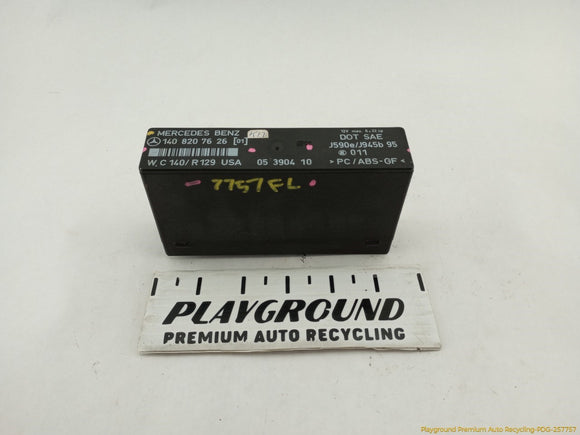 MERCEDES BENZ
140 820 76 26 [01]
W, C 140/ R 129 USA
05 3904 10
DOT SAE
J590e/J945b 95
011
> PC/ABS-GF <
7757FL
PLAYGROUND
PREMIUM AUTO RECYCLING
Playground Premium Auto Recycling-PDG-257757